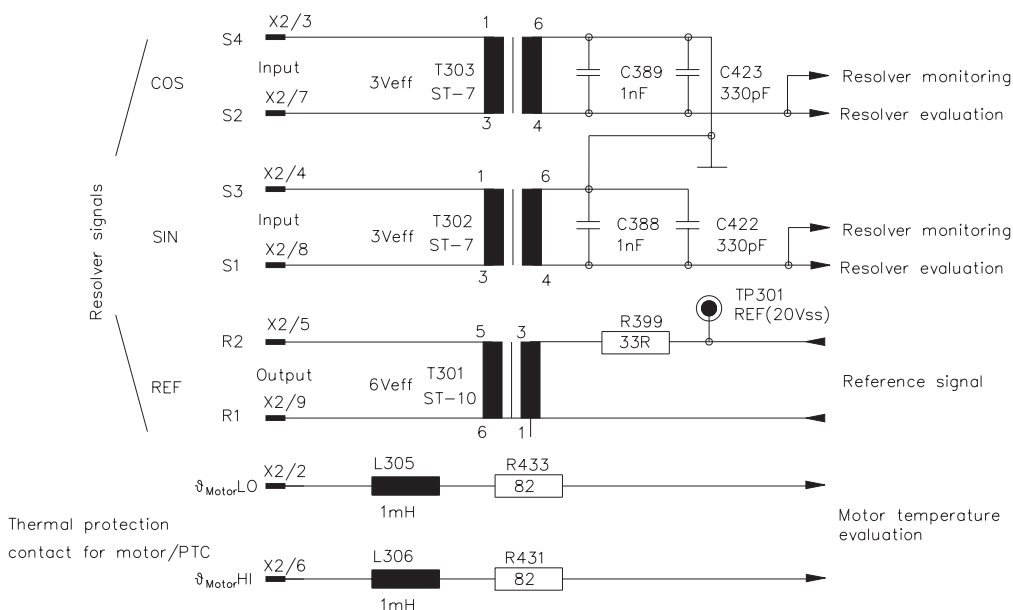 Resolver signals
COS
S4
X2/3
Input
S2
X2/7
3Veff
1
3
T303
ST-7
6
4
C389
1nF
C423
330pF
Resolver monitoring
Resolver evaluation
SIN
S3
X2/4
Input
S1
X2/8
3Veff
1
3
T302
ST-7
6
4
C388
1nF
C422
330pF
Resolver monitoring
Resolver evaluation
REF
R2
X2/5
Output
R1
X2/9
6Veff
5
6
T301
ST-10
3
1
R399
33R
TP301
REF(20Vss)
Reference signal
Thermal protection
contact for motor/PTC
ϑMotorLO
X2/2
L305
1mH
R433
82
ϑMotorHI
X2/6
L306
1mH
R431
82
Motor temperature
evaluation